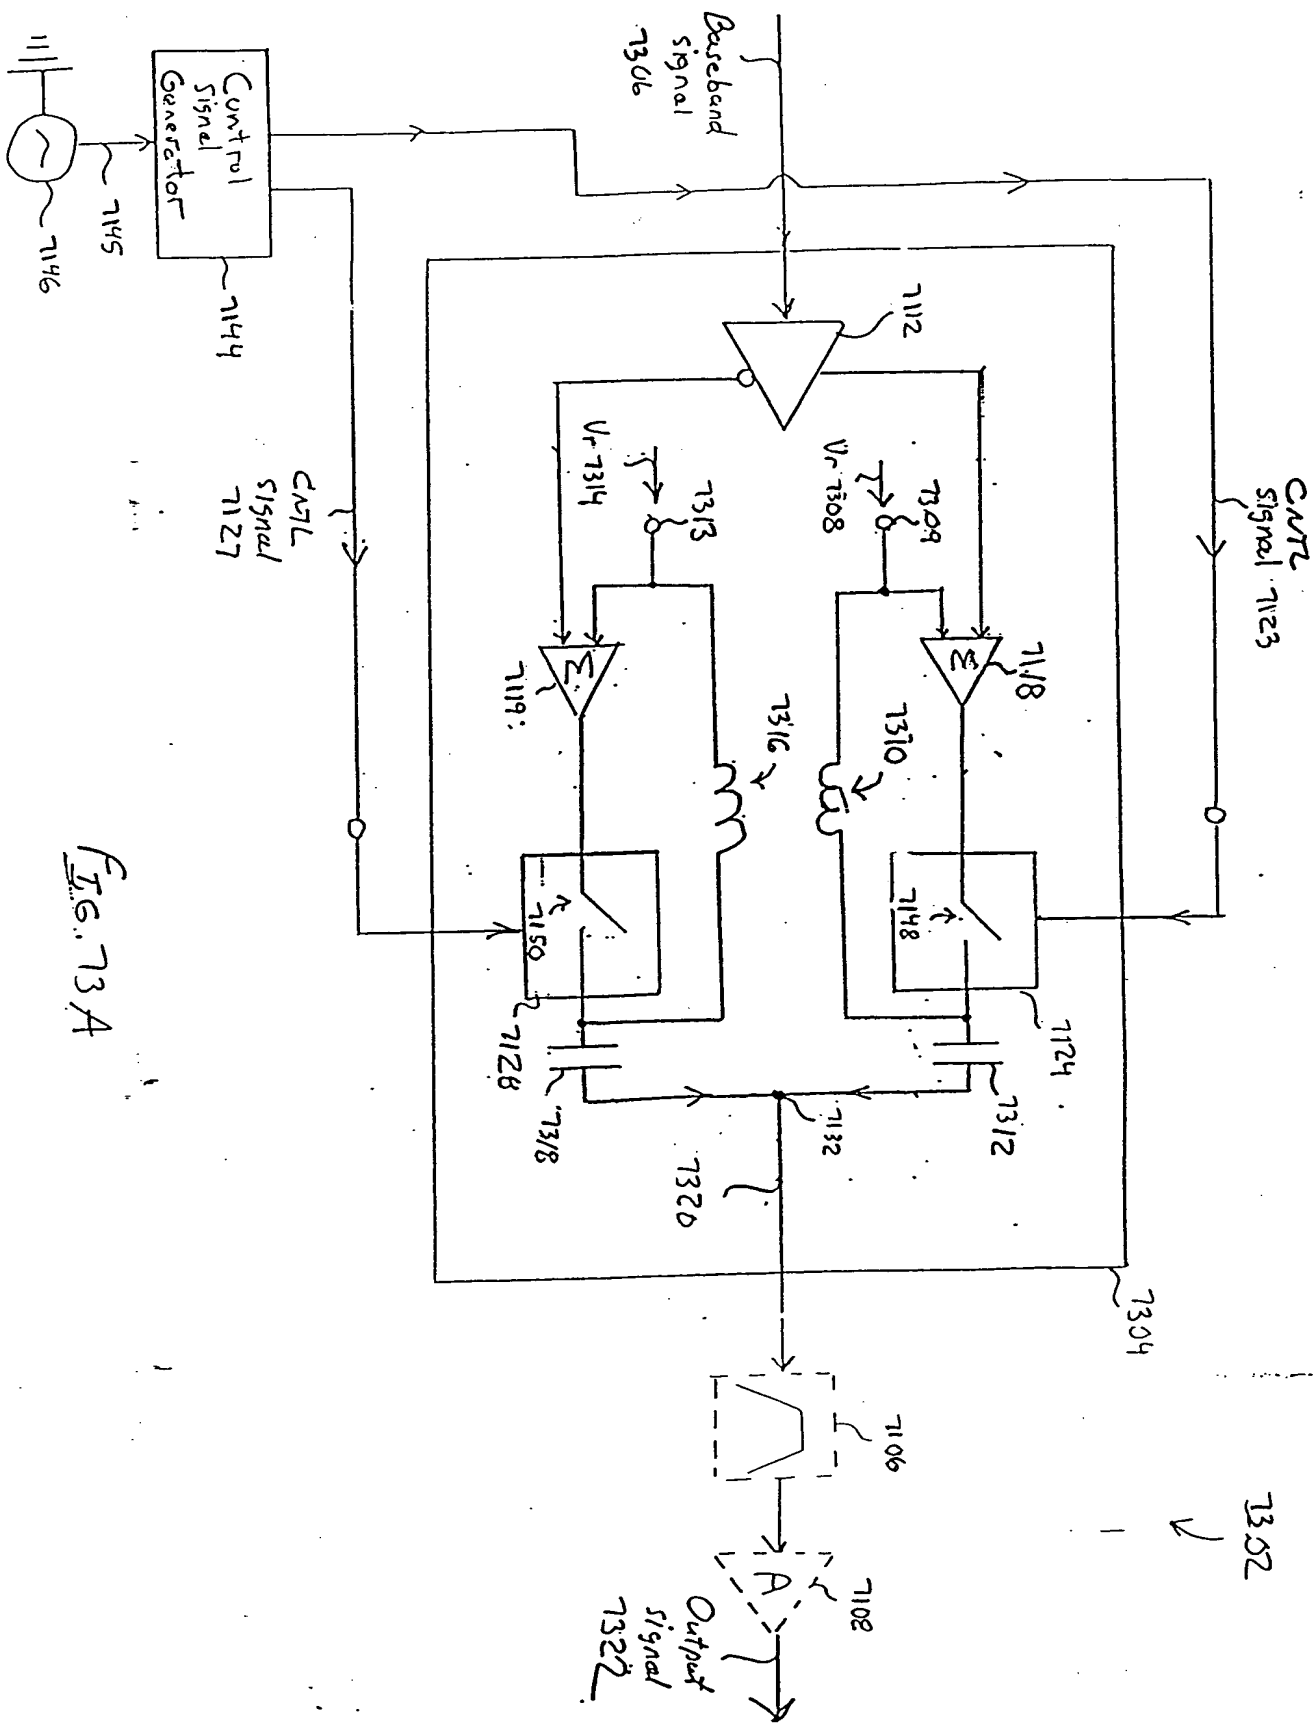 7302
CNTL
signal 7123
7304
Baseband
signal
7306
7112
7118
7309
Vr 7308
7310
7148
7124
7312
7132
7320
7106
7108
A
Output
signal
7322
7313
Vr 7314
7316
Σ
Σ
7119
7150
7128
7318
Control
Signal
Generator
7144
7145
7146
CNTL
signal
7127
FIG. 73A